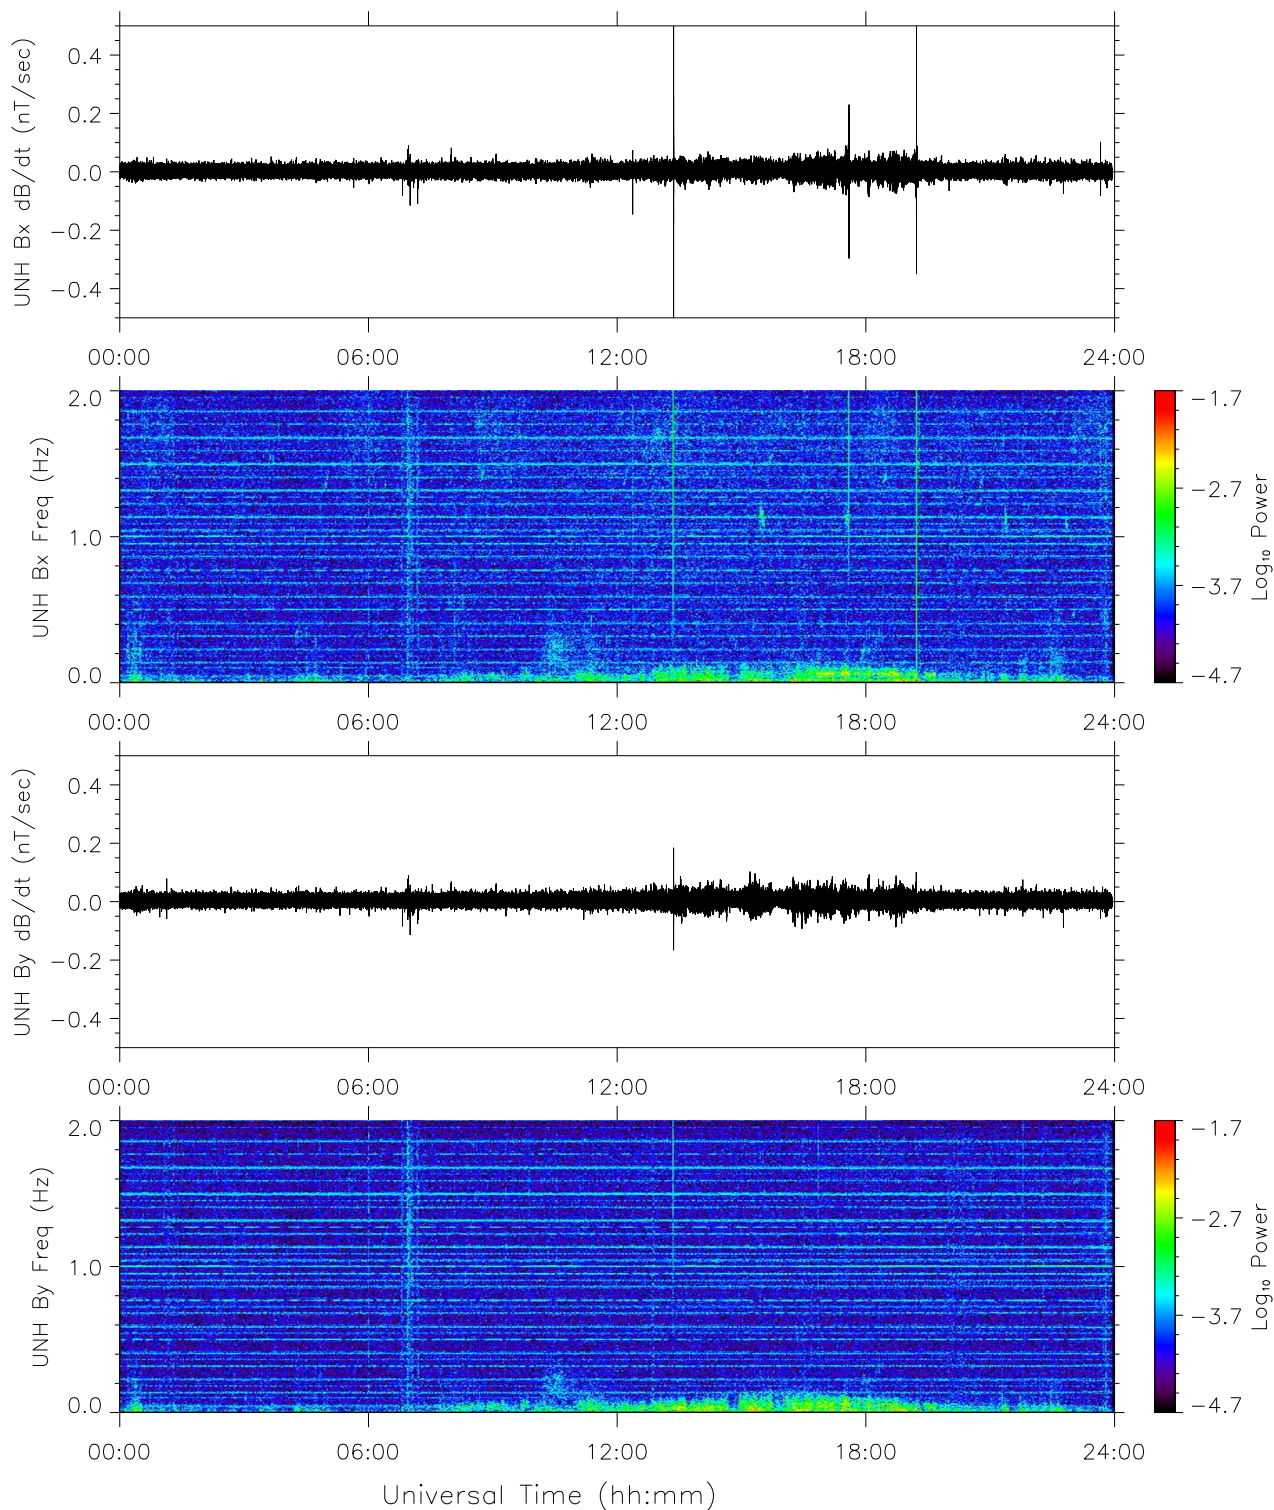 UNH Bx dB/dt (nT/sec)
0.4
0.2
0.0
−0.2
−0.4
00:00 06:00 12:00 18:00 24:00
UNH Bx Freq (Hz)
2.0
1.0
0.0
−1.7
−2.7
−3.7
−4.7
Log₁₀ Power
00:00 06:00 12:00 18:00 24:00
UNH By dB/dt (nT/sec)
0.4
0.2
0.0
−0.2
−0.4
00:00 06:00 12:00 18:00 24:00
UNH By Freq (Hz)
2.0
1.0
0.0
−1.7
−2.7
−3.7
−4.7
Log₁₀ Power
00:00 06:00 12:00 18:00 24:00
Universal Time (hh:mm)